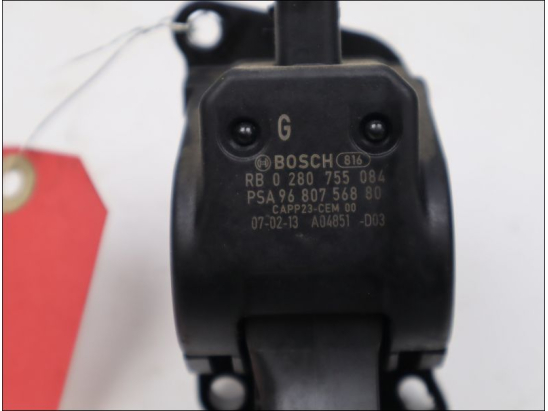 G
BOSCH 816
RB 0 280 755 084
PSA 96 807 568 80
CAPP23-CEM 00
07-02-13 A04851 -D03